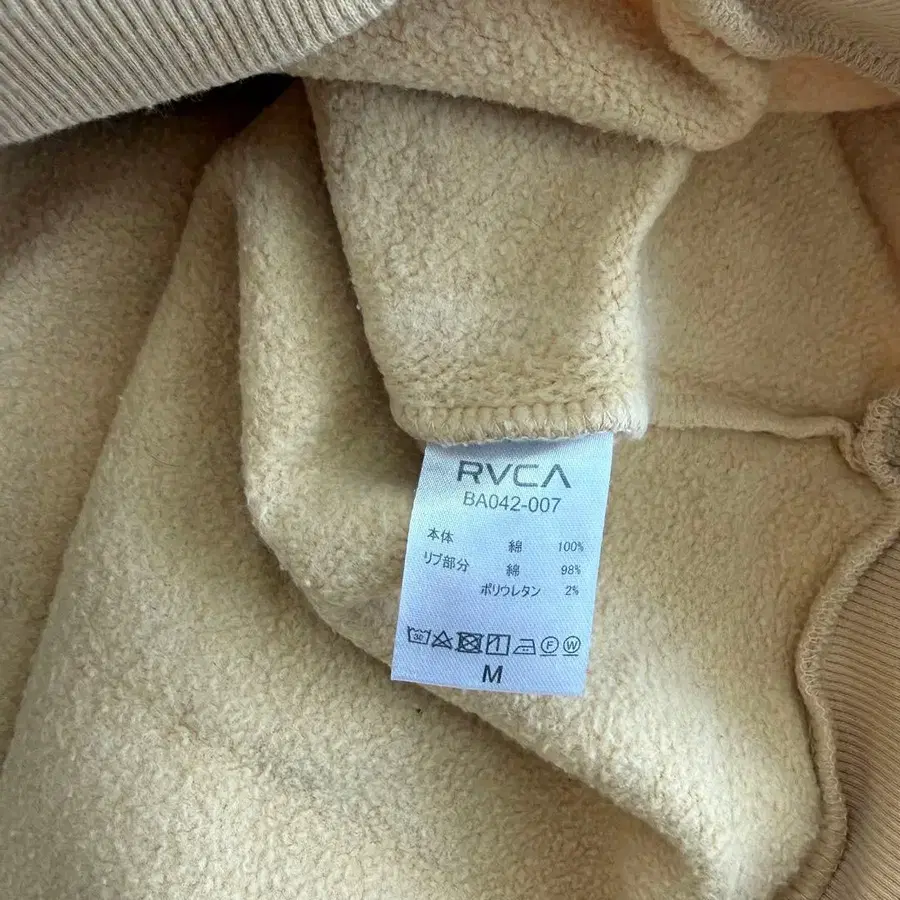 RVCA
BA042-007
本体 綿 100%
リブ部分 綿 98%
ポリウレタン 2%
30 F W
M